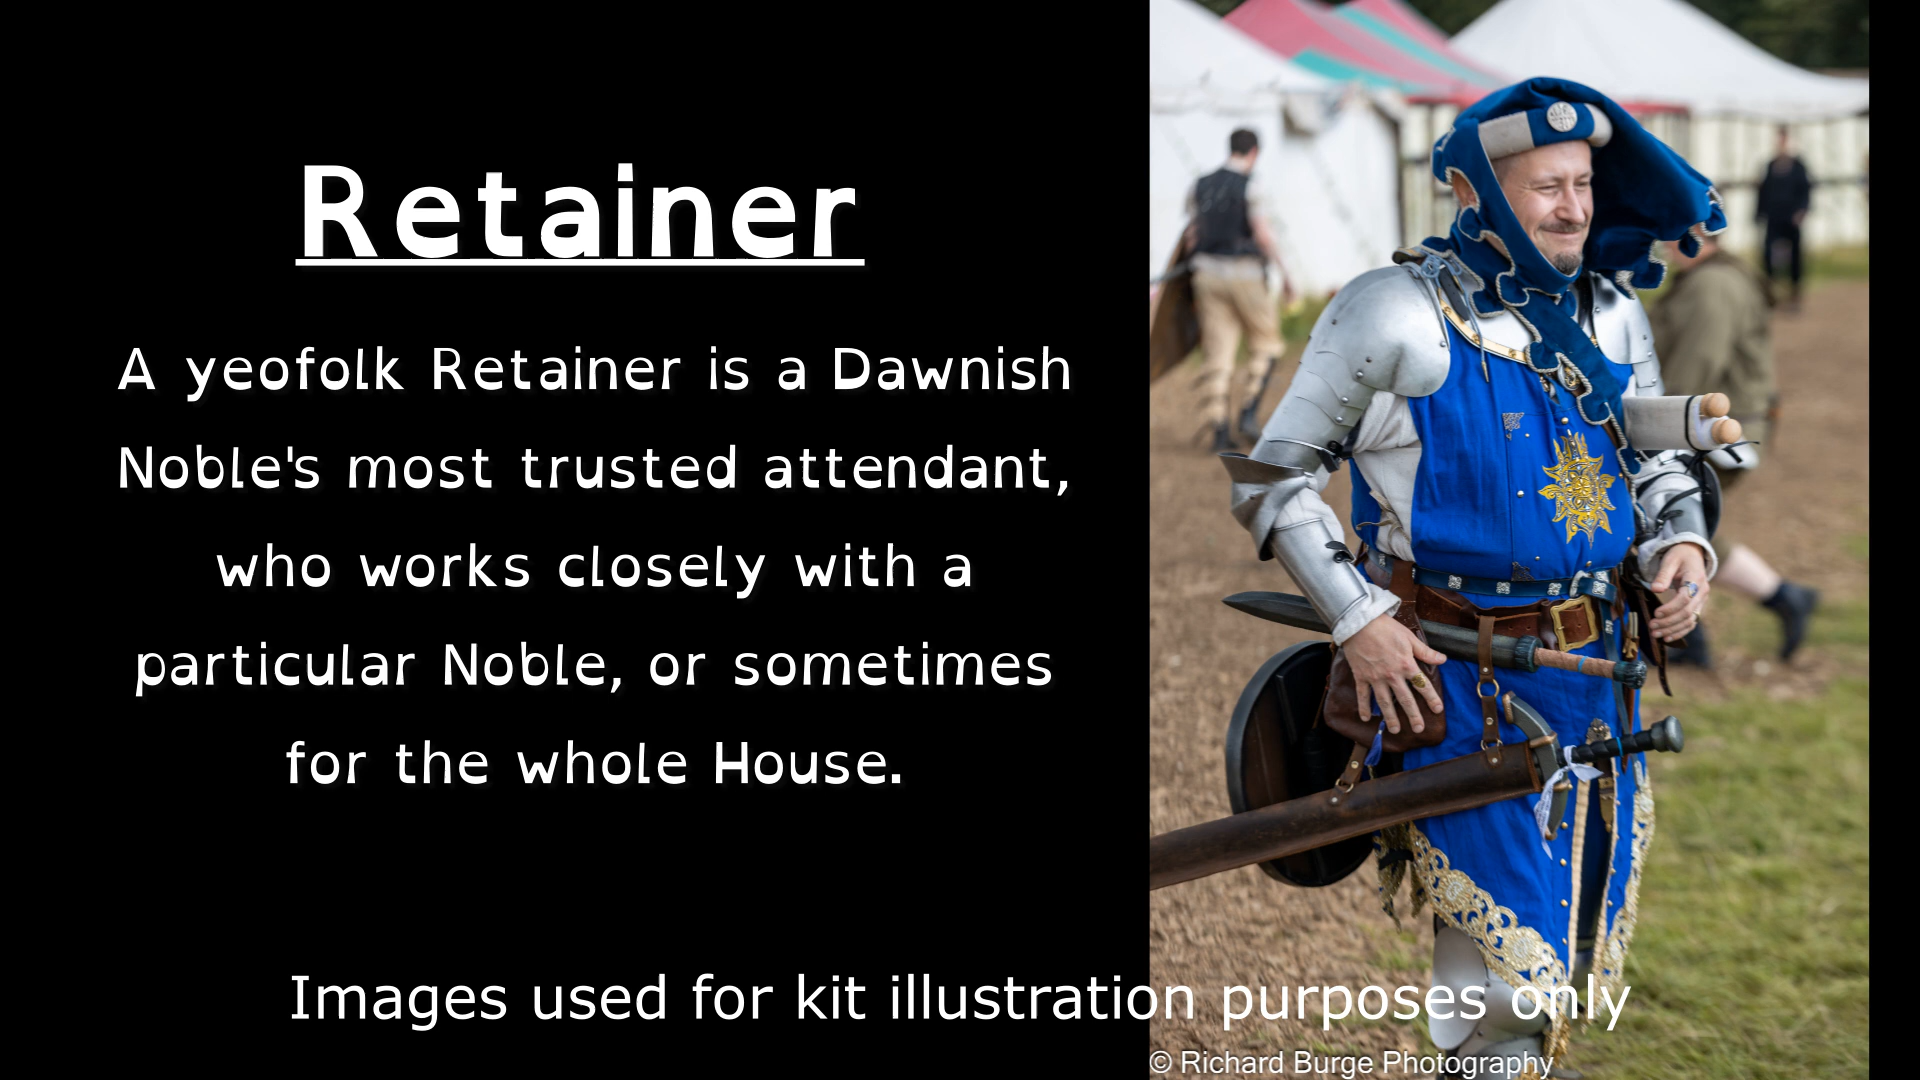 Retainer
A yeofolk Retainer is a Dawnish
Noble's most trusted attendant,
who works closely with a
particular Noble, or sometimes
for the whole House.
Images used for kit illustration purposes only
© Richard Burge Photography